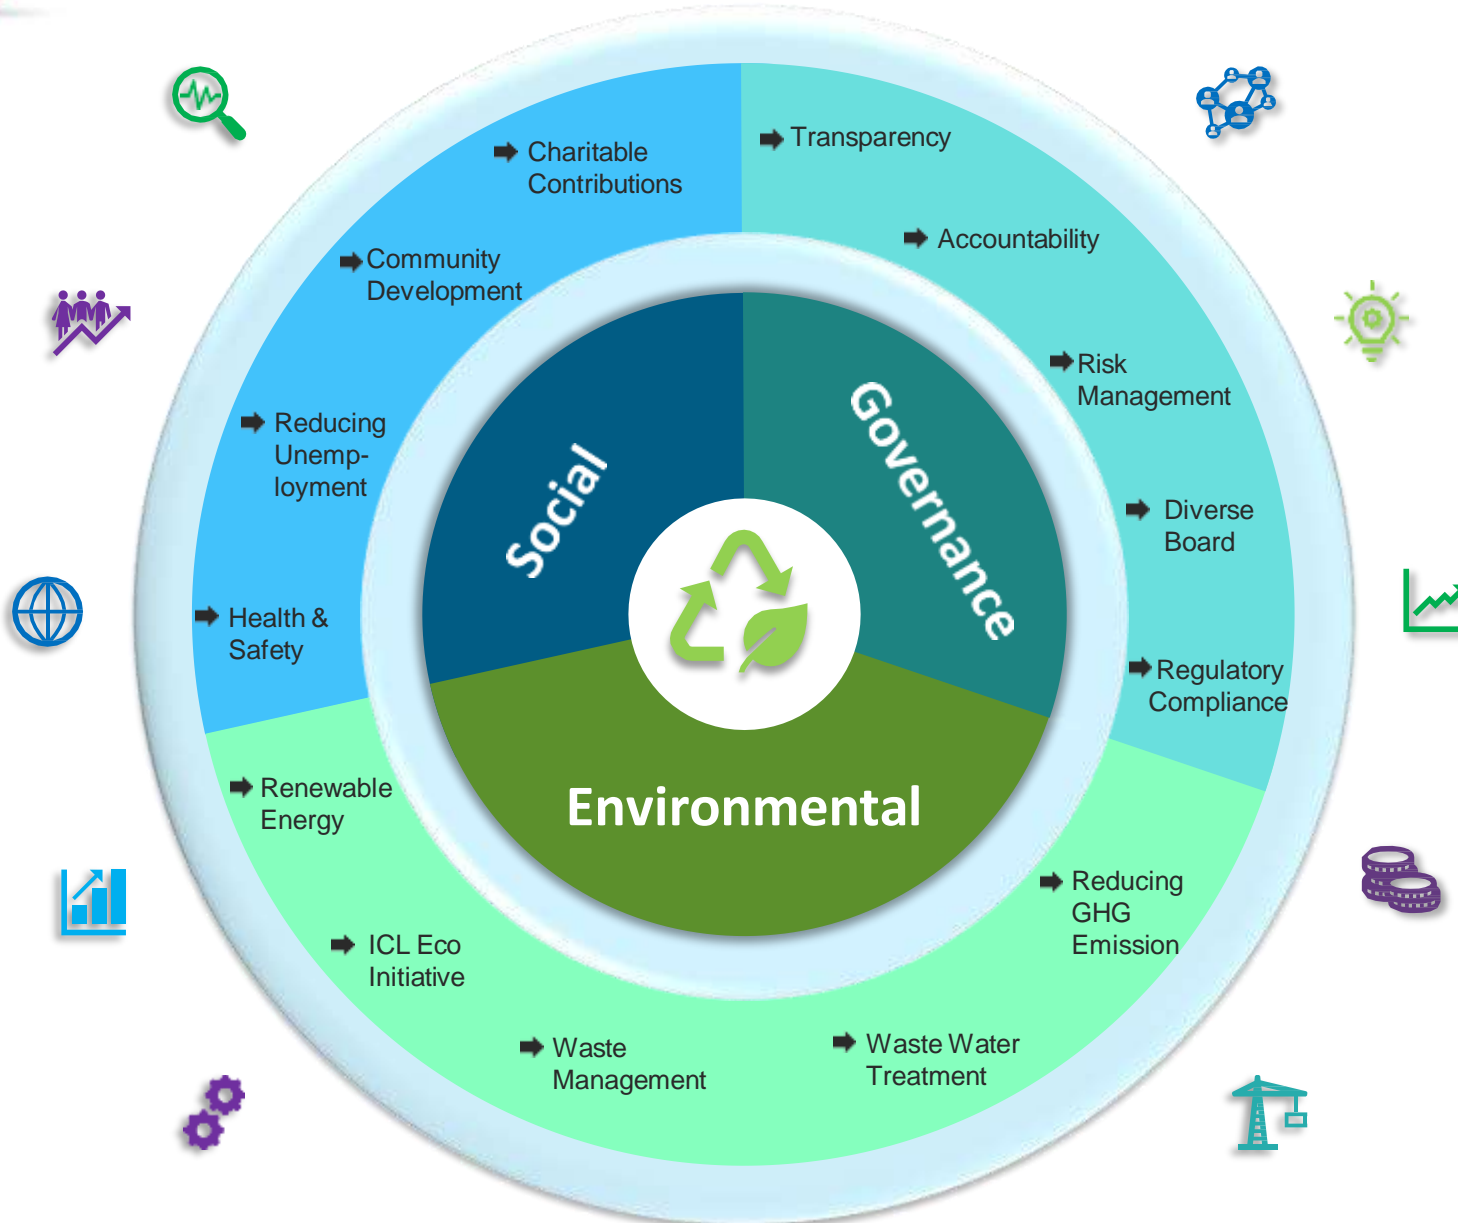 Charitable
Contributions
Community
Development
Reducing
Unemp-
loyment
Health &
Safety
Transparency
Accountability
Risk
Management
Diverse
Board
Regulatory
Compliance
Social
Governance
Environmental
Renewable
Energy
ICL Eco
Initiative
Waste
Management
Waste Water
Treatment
Reducing
GHG
Emission